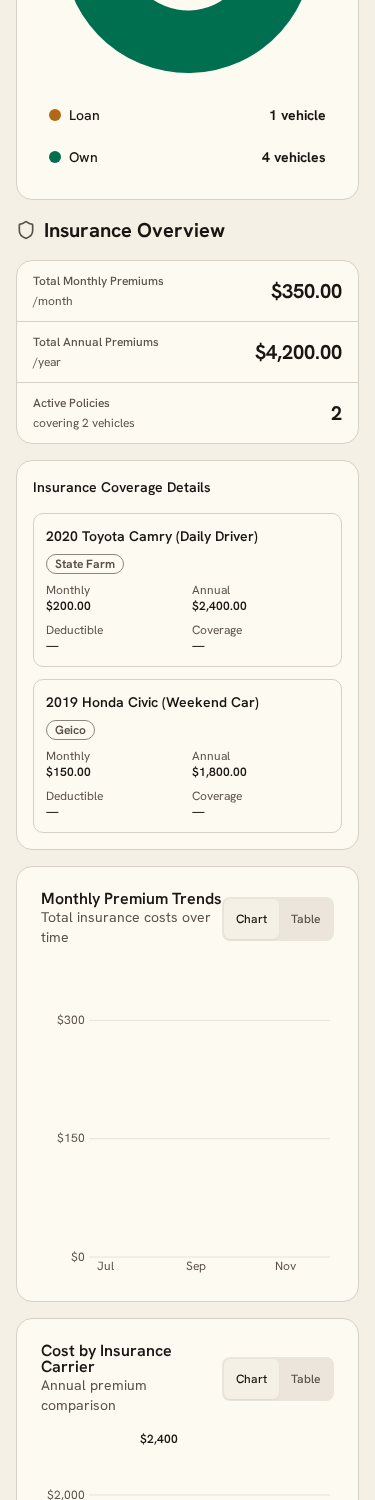 Loan 1 vehicle
Own 4 vehicles
Insurance Overview
Total Monthly Premiums
/month
$350.00
Total Annual Premiums
/year
$4,200.00
Active Policies
covering 2 vehicles
2
Insurance Coverage Details
2020 Toyota Camry (Daily Driver)
State Farm
Monthly Annual
$200.00 $2,400.00
Deductible Coverage
— —
2019 Honda Civic (Weekend Car)
Geico
Monthly Annual
$150.00 $1,800.00
Deductible Coverage
— —
Monthly Premium Trends
Total insurance costs over
time
Chart Table
$300
$150
$0
Jul Sep Nov
Cost by Insurance
Carrier
Annual premium
comparison
Chart Table
$2,400
$2,000